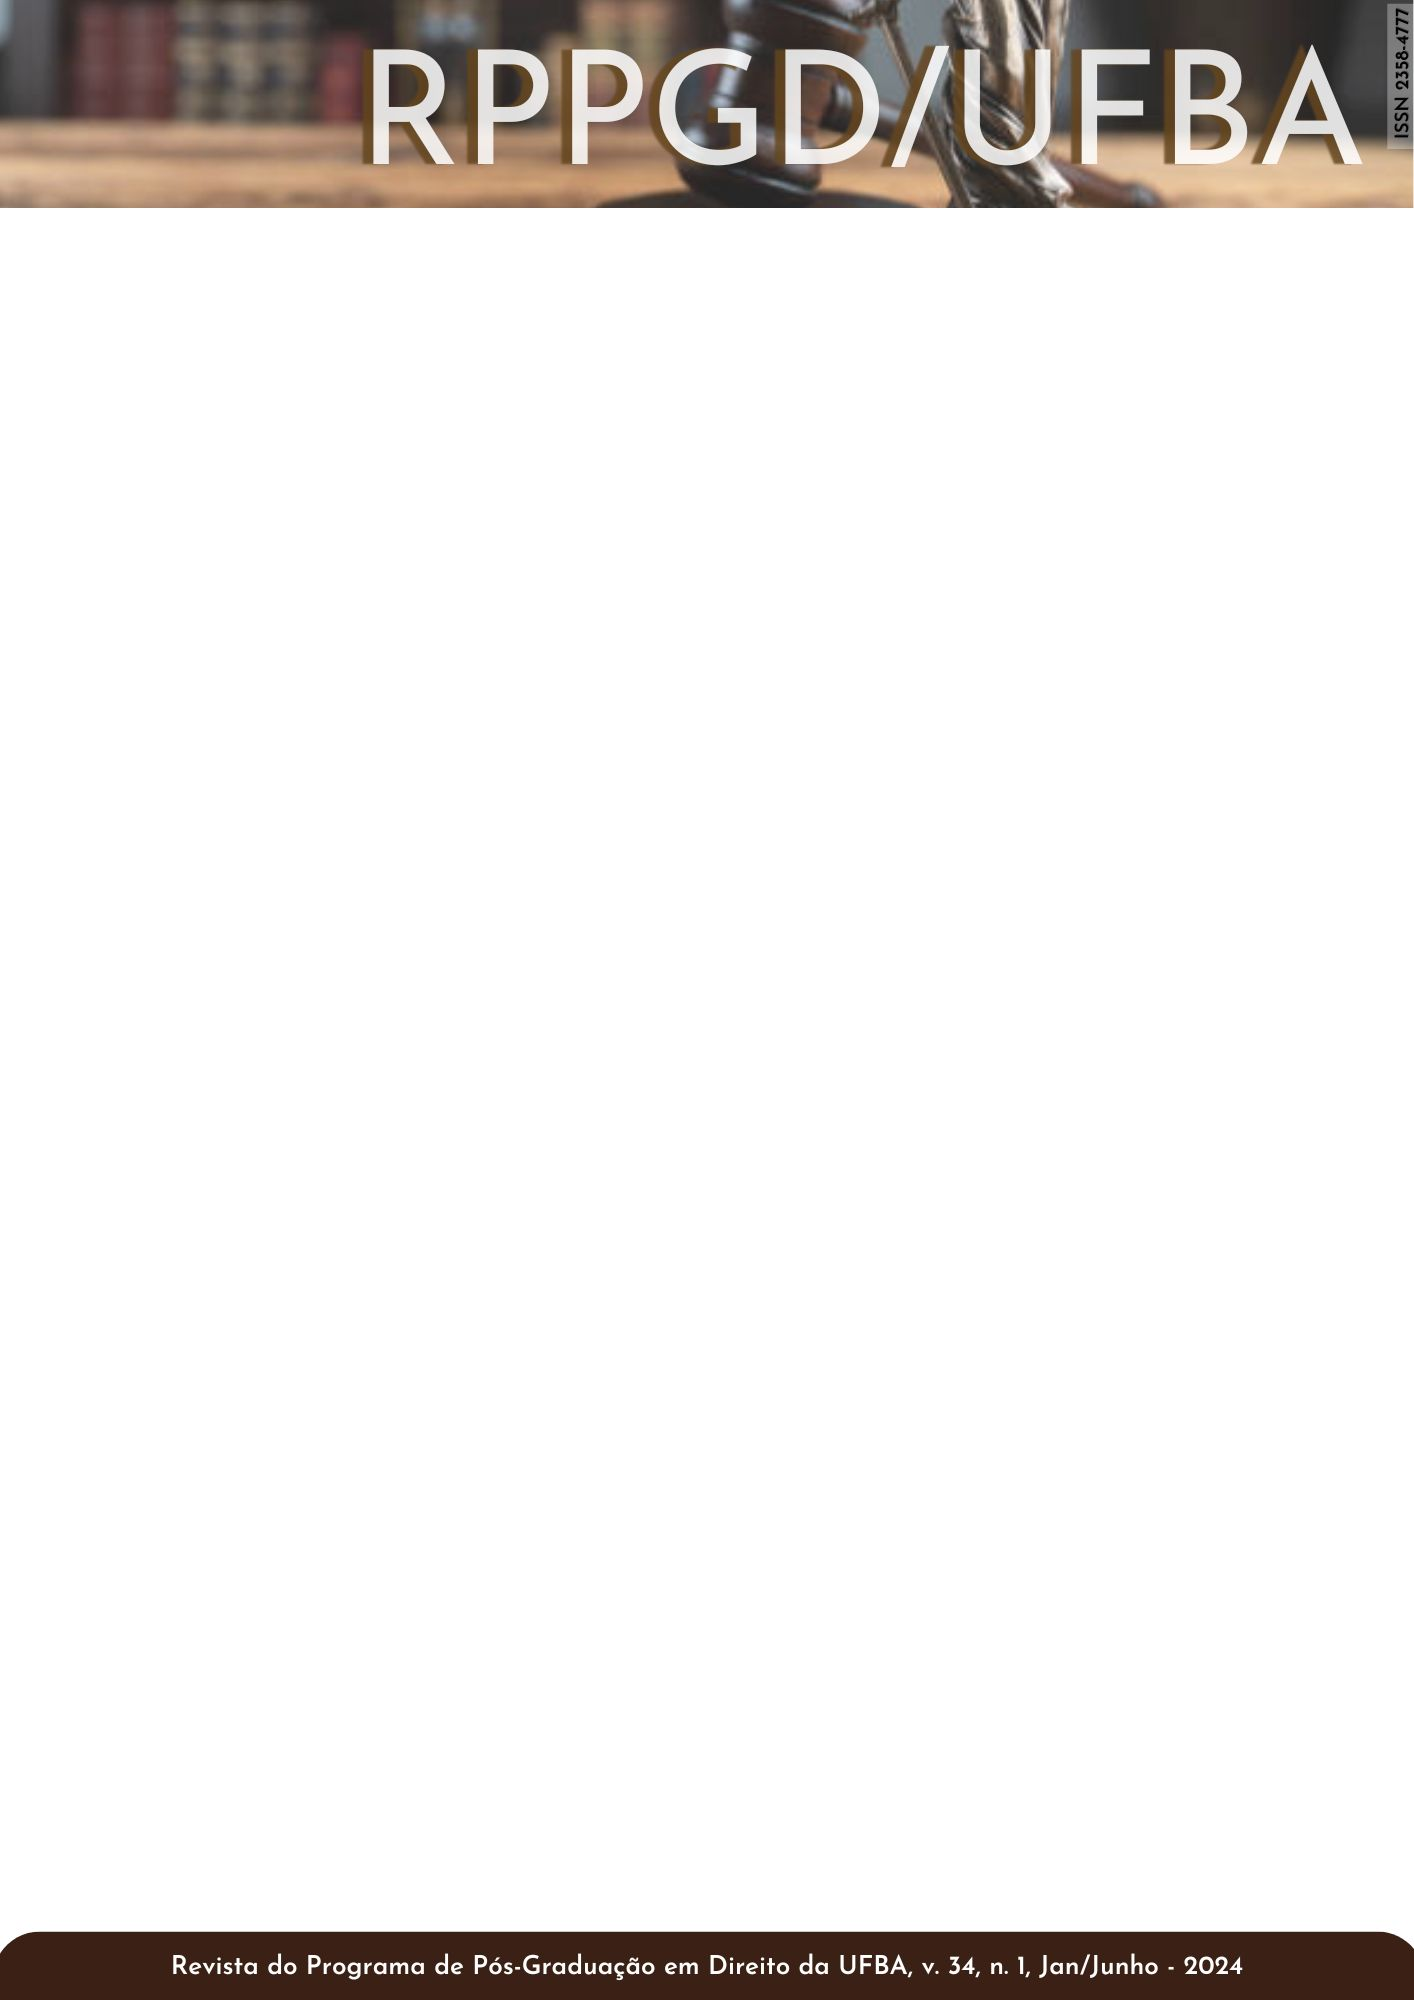 RPPGD/UFBA
ISSN 2358-4777
Revista do Programa de Pós-Graduação em Direito da UFBA, v. 34, n. 1, Jan/Junho - 2024